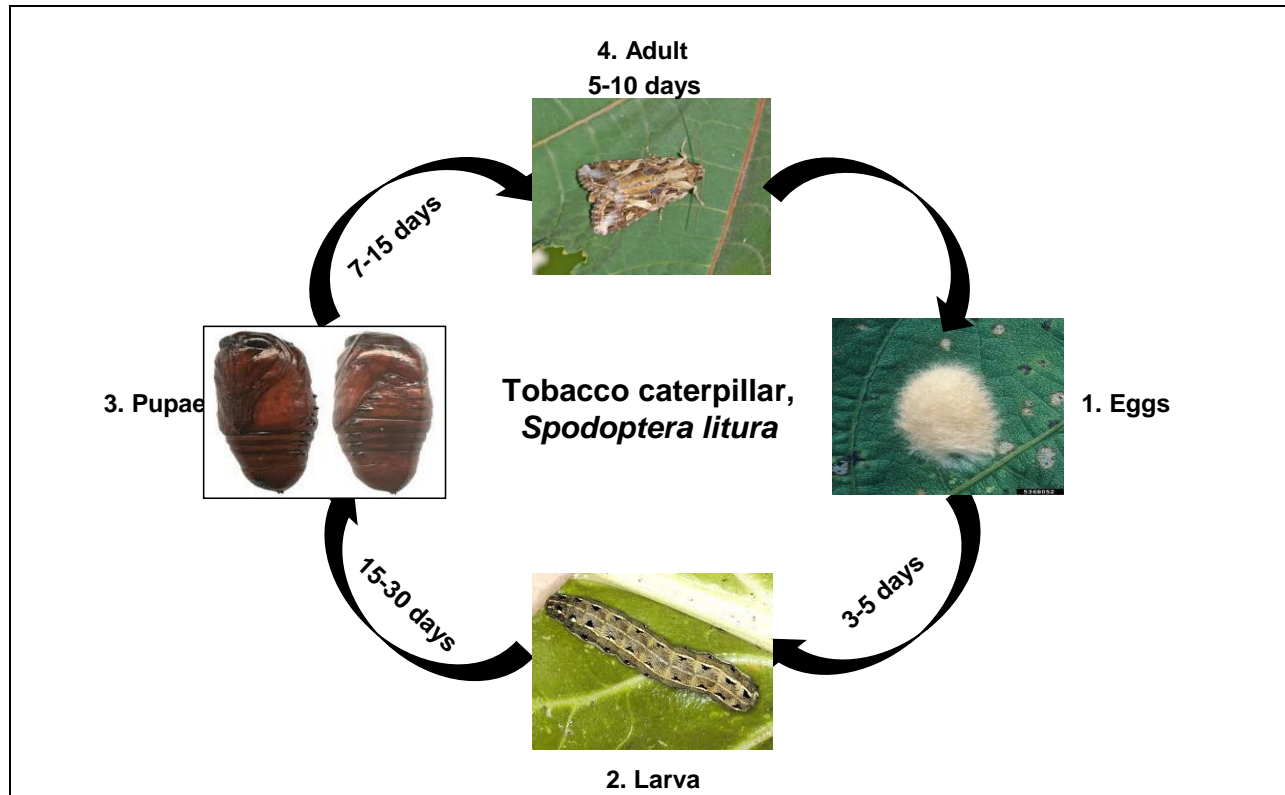 4. Adult
5-10 days
7-15 days
3. Pupae
Tobacco caterpillar,
Spodoptera litura
1. Eggs
5368052
15-30 days
3-5 days
2. Larva